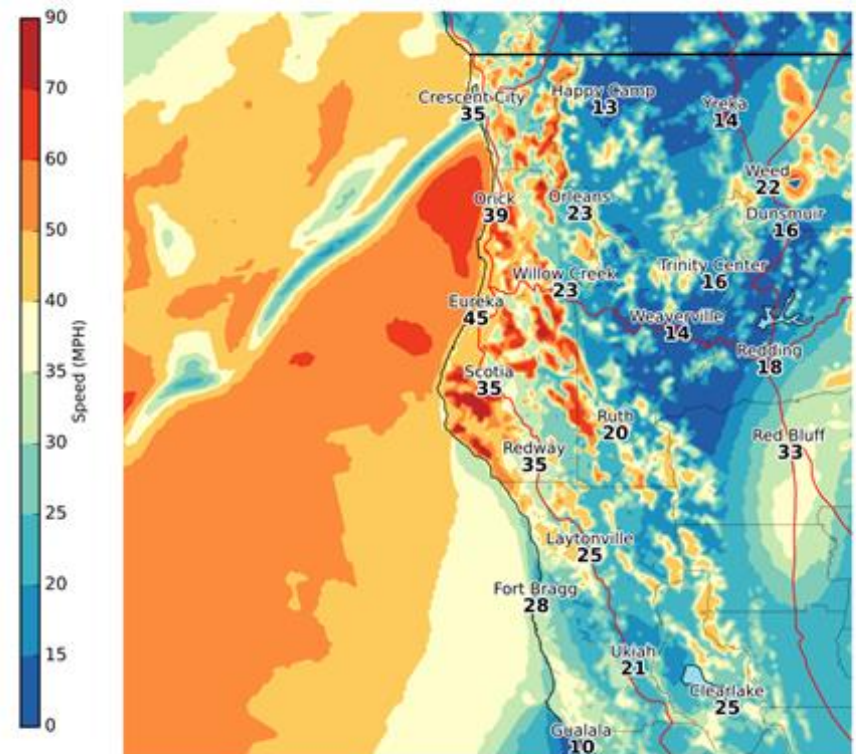 90
70
60
50
40
35
30
25
20
15
0
Speed (MPH)
Crescent City
35
Happy Camp
13
Yreka
14
Weed
22
Orick
39
Orleans
23
Dunsmuir
16
Willow Creek
23
Trinity Center
16
Eureka
45
Weaverville
14
Redding
18
Scotia
35
Ruth
20
Redway
35
Red Bluff
33
Laytonville
25
Fort Bragg
28
Ukiah
21
Clearlake
25
Gualala
10